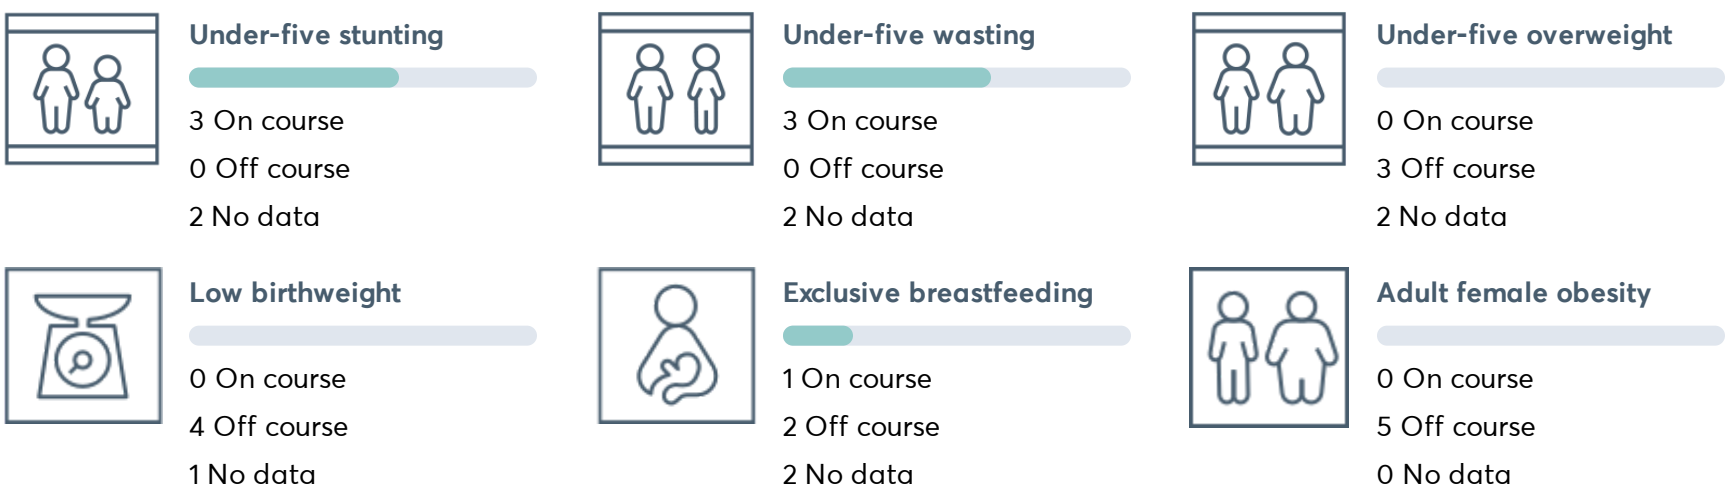 Under-five stunting
3 On course
0 Off course
2 No data
Under-five wasting
3 On course
0 Off course
2 No data
Under-five overweight
0 On course
3 Off course
2 No data
Low birthweight
0 On course
4 Off course
1 No data
Exclusive breastfeeding
1 On course
2 Off course
2 No data
Adult female obesity
0 On course
5 Off course
0 No data